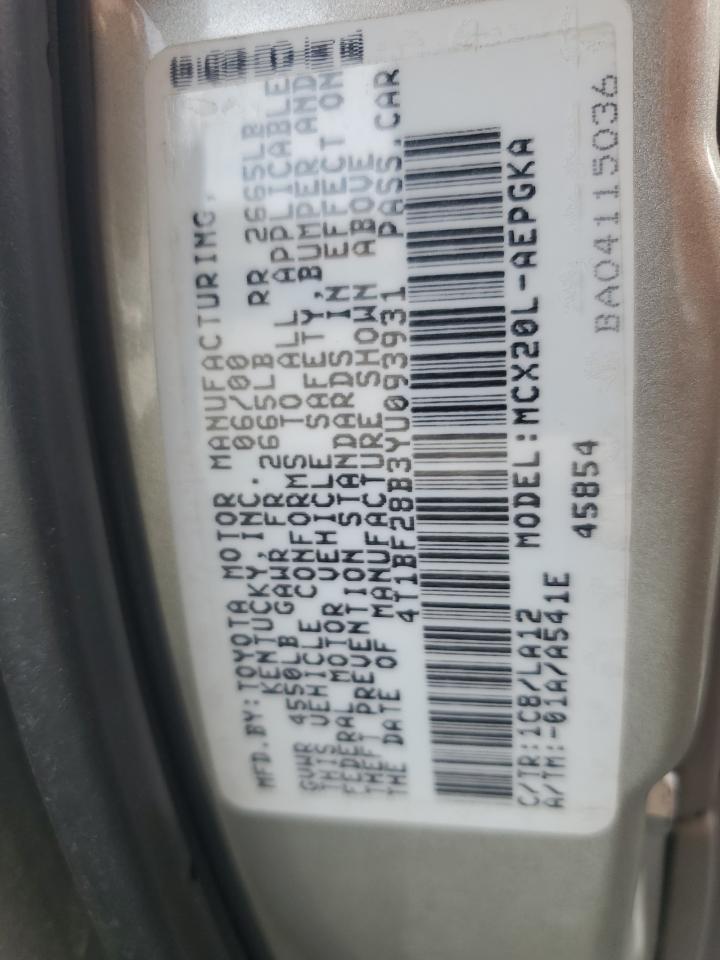 MFD.BY:TOYOTA MOTOR MANUFACTURING,
KENTUCKY,INC. 06/00
GVWR 4550LB GAWR FR 2665LB RR 2665LB
THIS VEHICLE CONFORMS TO ALL APPLICABLE
FEDERAL MOTOR VEHICLE SAFETY,BUMPER AND
THEFT PREVENTION STANDARDS IN EFFECT ON
THE DATE OF MANUFACTURE SHOWN ABOVE
4T1BF28B3YU093931 PASS.CAR
C/TR:1C8/LA12 MODEL:MCX20L-AEPGKA
A/TM:-01A/A541E 45854
BA04115036